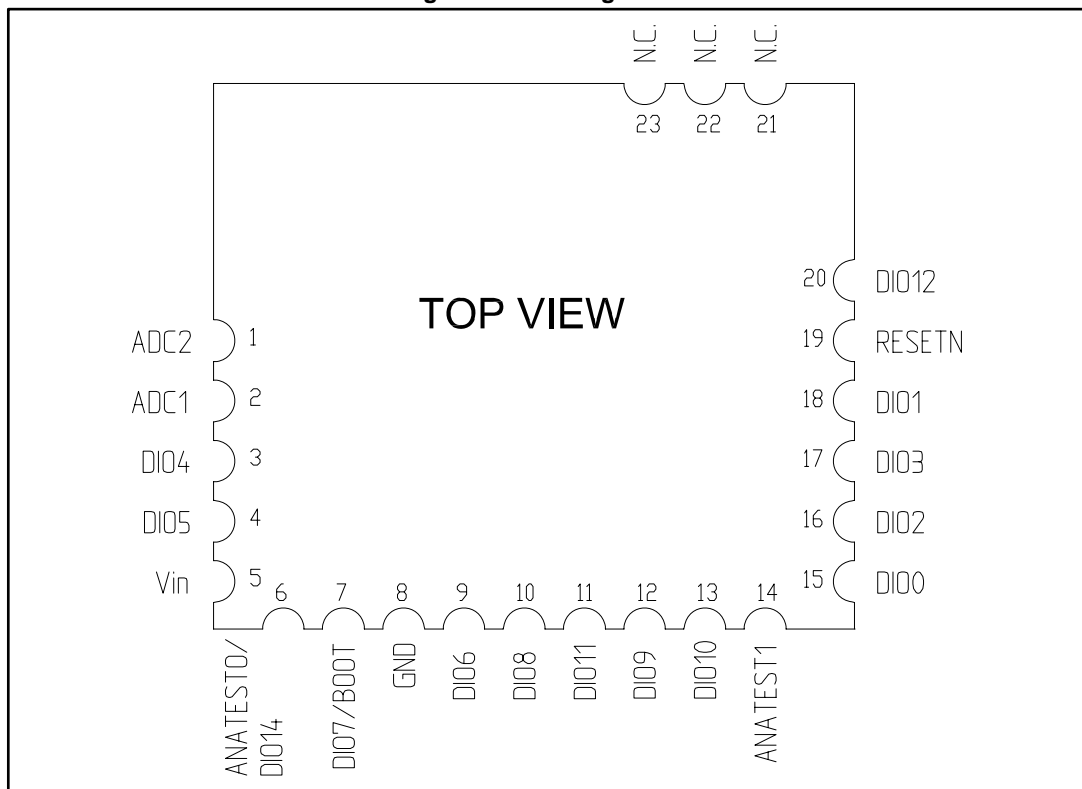 N.C. N.C. N.C.
23 22 21
20 DIO12
TOP VIEW
ADC2 1
19 RESETN
ADC1 2
18 DIO1
DIO4 3
17 DIO3
DIO5 4
16 DIO2
Vin 5
15 DIO0
6 7 8 9 10 11 12 13 14
ANATEST0/
DIO14
DIO7/BOOT
GND
DIO6
DIO8
DIO11
DIO9
DIO10
ANATEST1